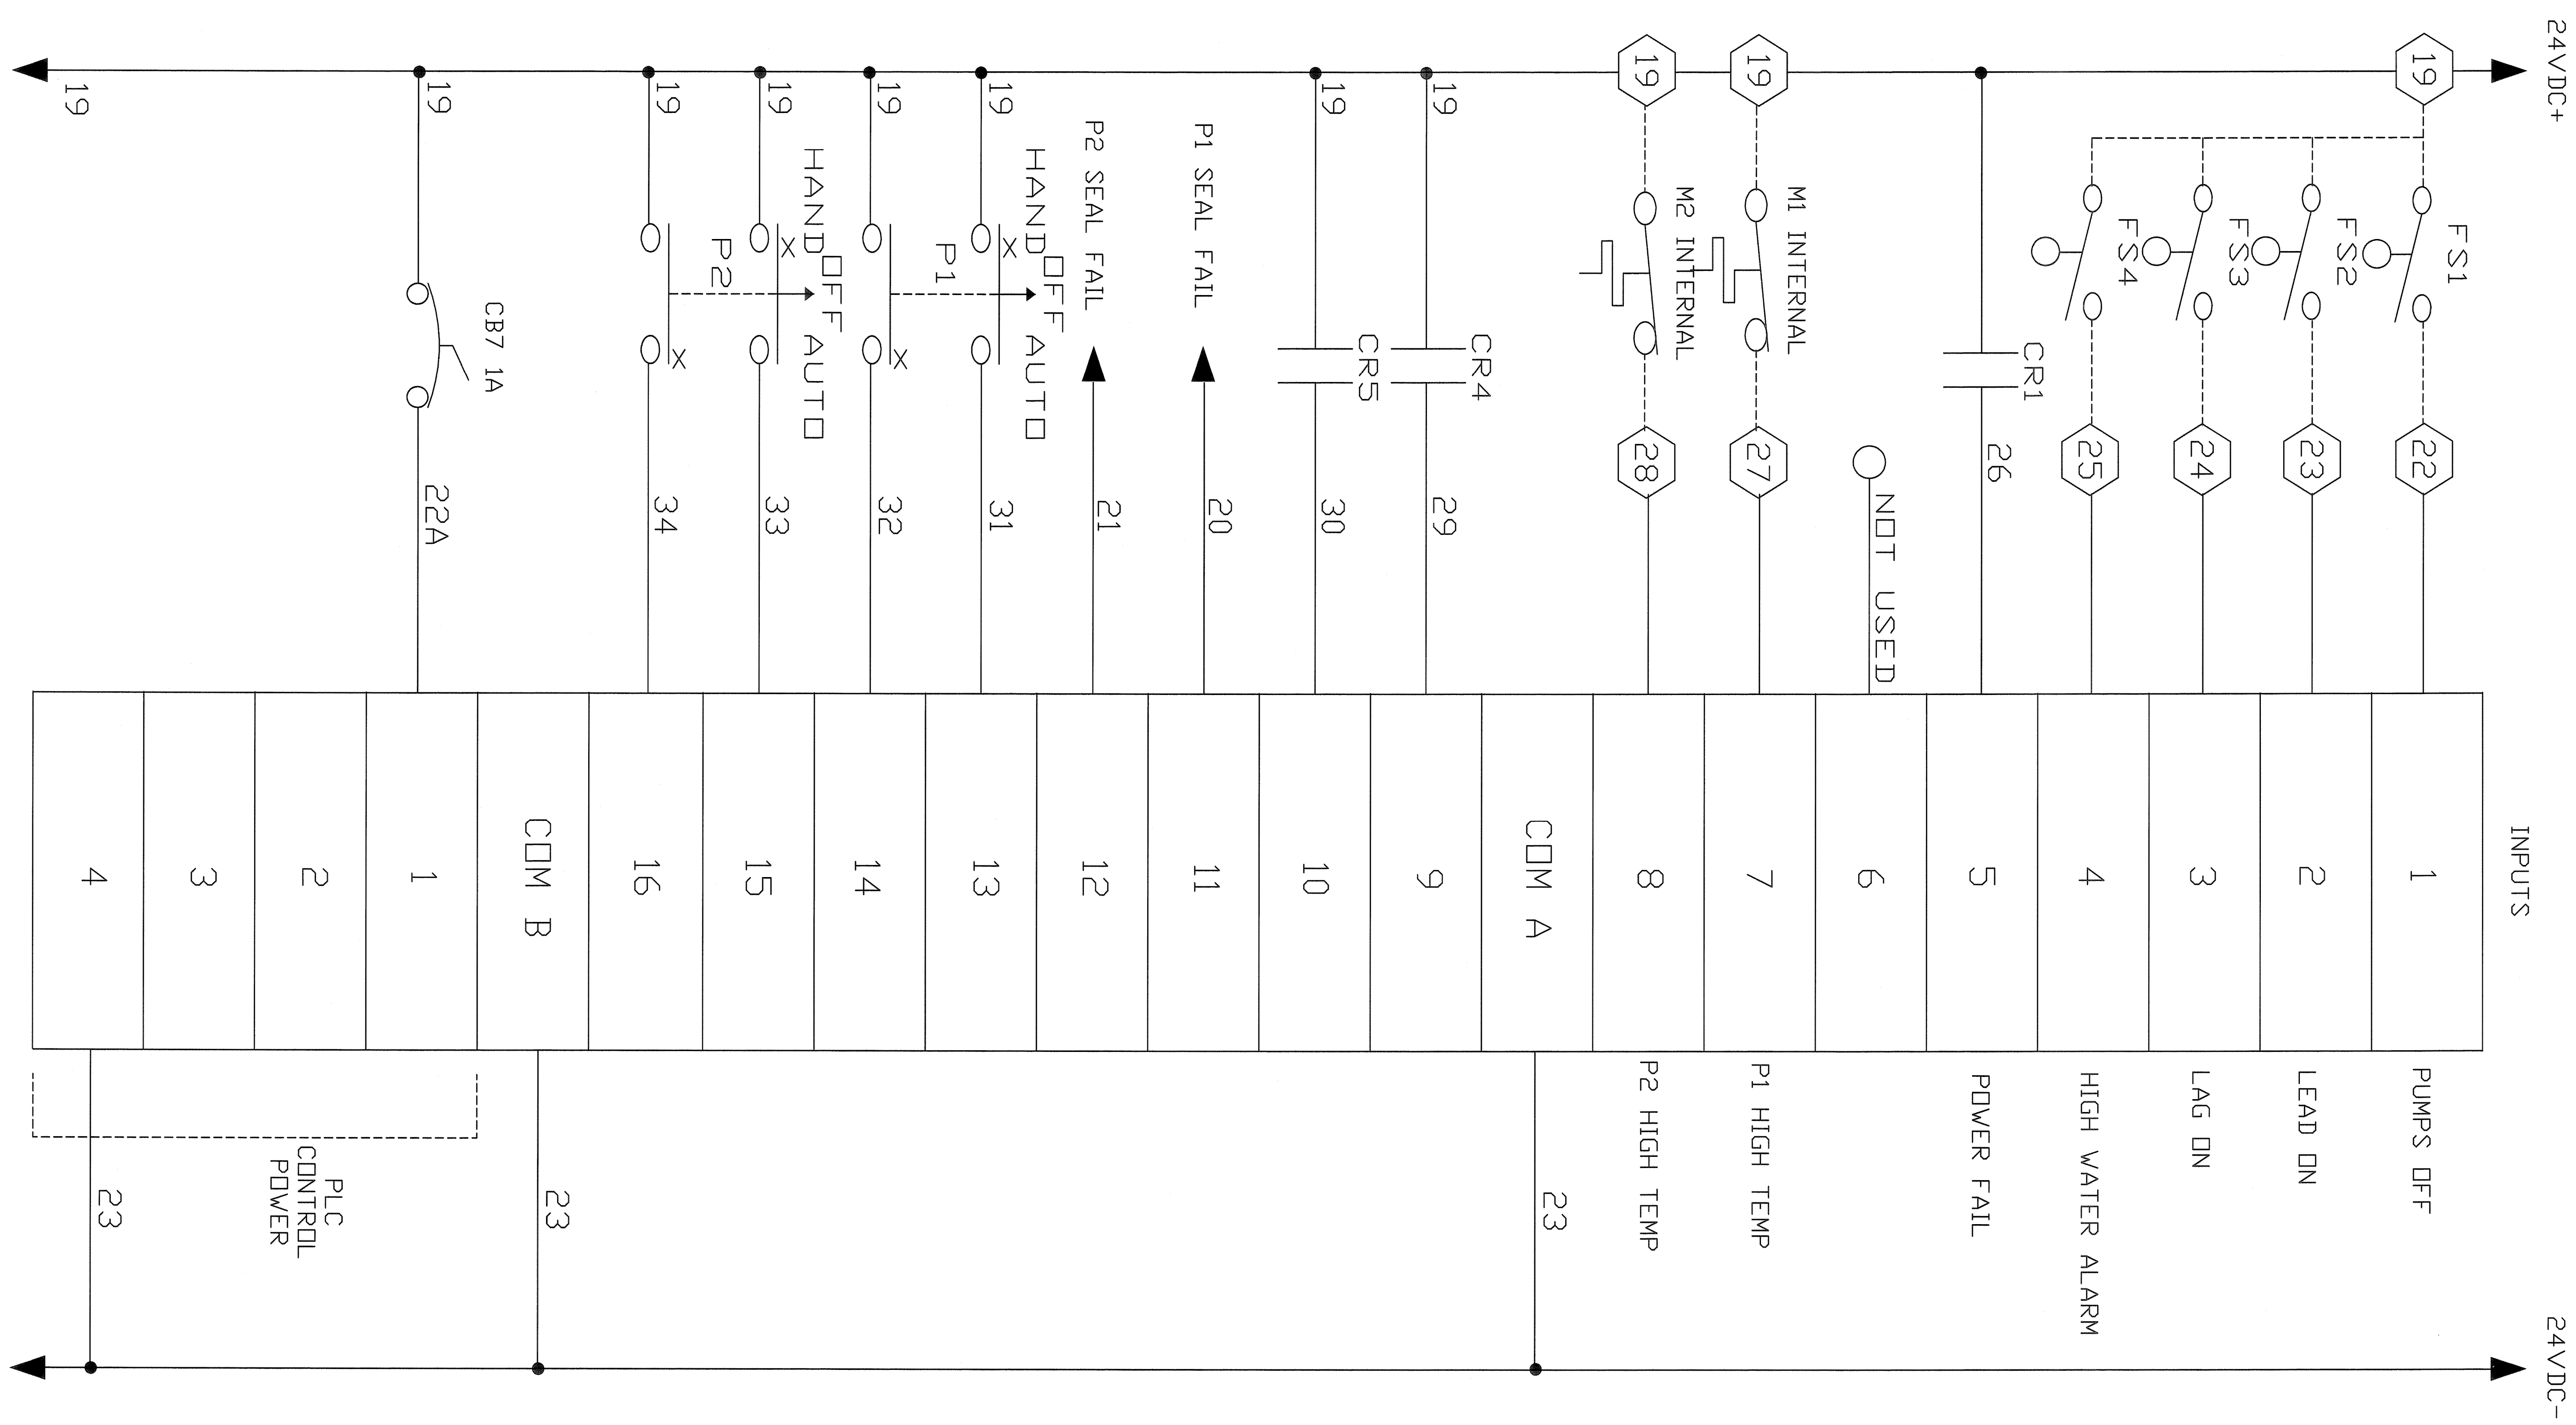 24VDC+
INPUTS
24VDC-
19
FS1
22
1
PUMPS OFF
FS2
23
2
LEAD ON
FS3
24
3
LAG ON
FS4
25
4
HIGH WATER ALARM
CR1
26
5
POWER FAIL
NOT USED
6
19
M1 INTERNAL
27
7
P1 HIGH TEMP
19
M2 INTERNAL
28
8
P2 HIGH TEMP
COM A
23
19
CR4
29
9
19
CR5
30
10
P1 SEAL FAIL
20
11
P2 SEAL FAIL
21
12
OFF
HAND AUTO
19
X
31
13
P1
19
X
32
14
OFF
HAND AUTO
19
X
33
15
P2
19
X
34
16
COM B
23
CB7 1A
19
22A
1
2
3
4
PLC
CONTROL
POWER
23
19